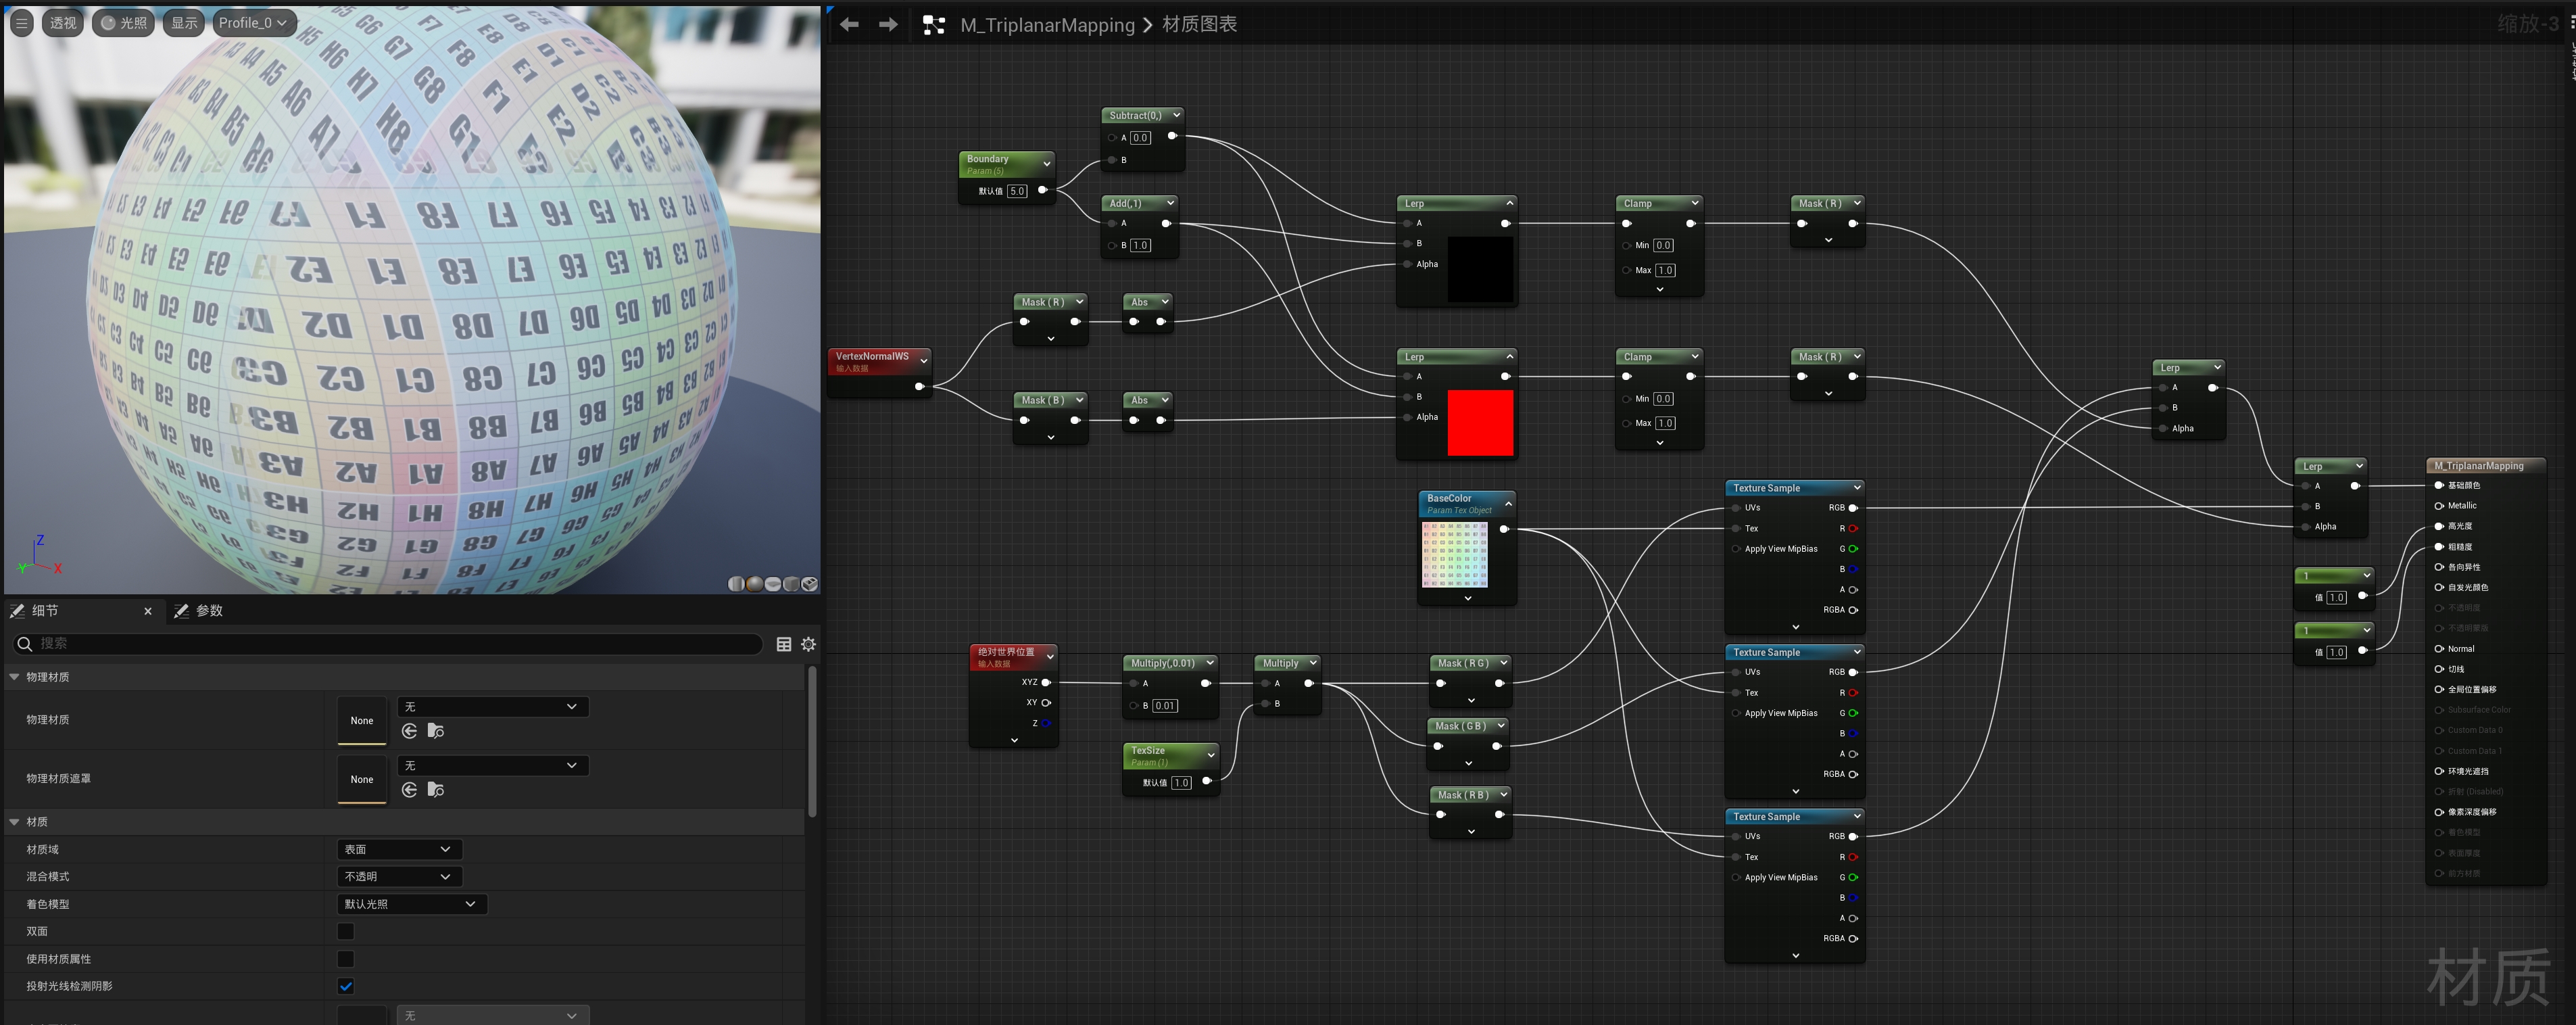 透视
光照
显示
Profile_0
M_TriplanarMapping
材质图表
缩放-3
Subtract(0,)
A 0.0
B
Boundary
Param (5)
默认值 5.0
Add(,1)
A
B 1.0
Lerp
A
B
Alpha
Clamp
Min 0.0
Max 1.0
Mask ( R )
Mask ( R )
Abs
VertexNormalWS
输入数据
Mask ( B )
Abs
Lerp
A
B
Alpha
Clamp
Min 0.0
Max 1.0
Mask ( R )
Lerp
A
B
Alpha
Lerp
A
B
Alpha
BaseColor
Param Tex Object
Texture Sample
UVs RGB
Tex R
Apply View MipBias G
B
A
RGBA
Texture Sample
UVs RGB
Tex R
Apply View MipBias G
B
A
RGBA
Texture Sample
UVs RGB
Tex R
Apply View MipBias G
B
A
RGBA
绝对世界位置
输入数据
XYZ
XY
Z
Multiply(,0.01)
A
B 0.01
Multiply
A
B
TexSize
Param (1)
默认值 1.0
Mask ( R G )
Mask ( G B )
Mask ( R B )
1
值 1.0
1
值 1.0
M_TriplanarMapping
基础颜色
Metallic
高光度
粗糙度
各向异性
自发光颜色
不透明度
不透明蒙版
Normal
切线
全局位置偏移
Subsurface Color
Custom Data 0
Custom Data 1
环境光遮挡
折射 (Disabled)
像素深度偏移
着色模型
表面厚度
前方材质
材质
Z
Y
X
细节
参数
搜索
物理材质
物理材质
None
无
物理材质遮罩
None
无
材质
材质域
表面
混合模式
不透明
着色模型
默认光照
双面
使用材质属性
投射光线检测阴影
无